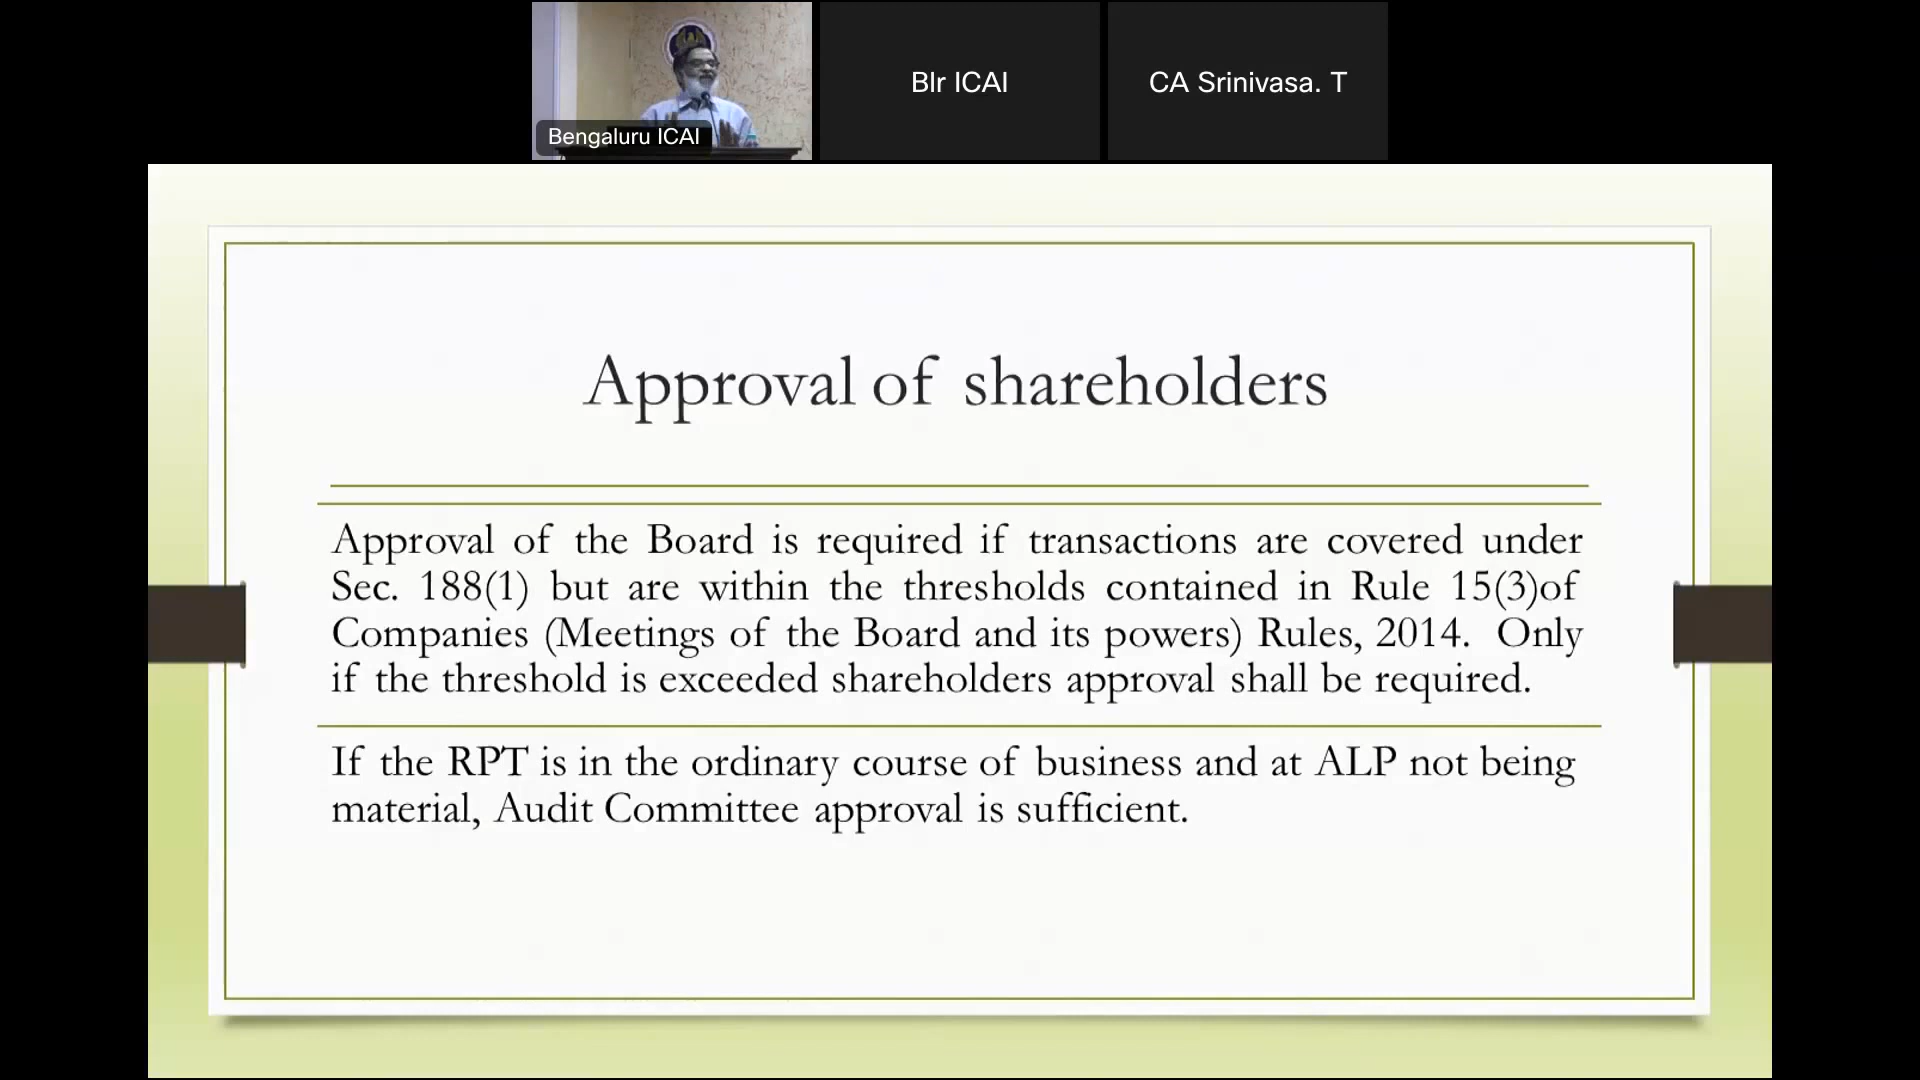 Bengaluru ICAI
Blr ICAI
CA Srinivasa. T
Approval of shareholders
Approval of the Board is required if transactions are covered under
Sec. 188(1) but are within the thresholds contained in Rule 15(3)of
Companies (Meetings of the Board and its powers) Rules, 2014. Only
if the threshold is exceeded shareholders approval shall be required.
If the RPT is in the ordinary course of business and at ALP not being
material, Audit Committee approval is sufficient.